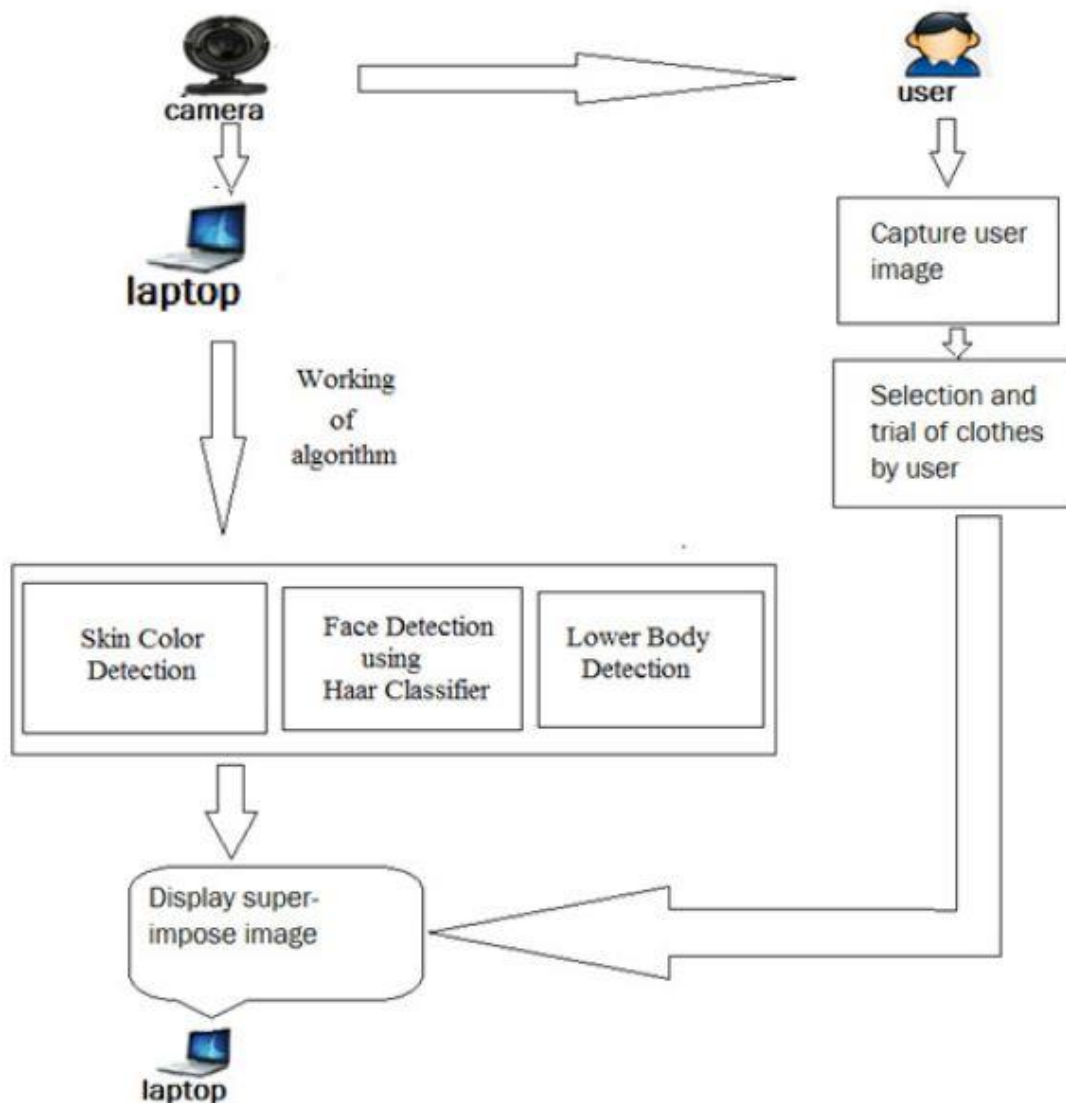 camera
user
laptop
Capture user
image
Working
of
algorithm
Selection and
trial of clothes
by user
Skin Color
Detection
Face Detection
using
Haar Classifier
Lower Body
Detection
Display super-
impose image
laptop